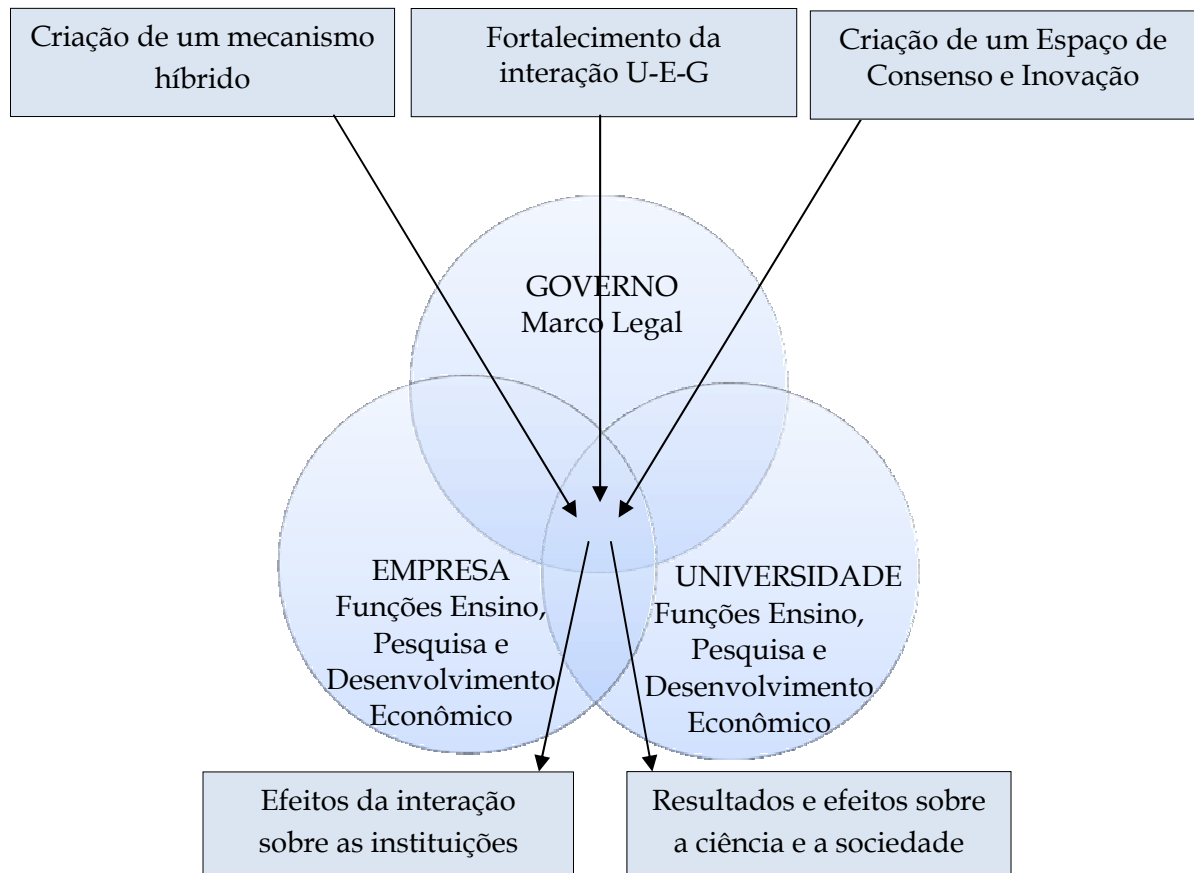 Criação de um mecanismo
híbrido
Fortalecimento da
interação U-E-G
Criação de um Espaço de
Consenso e Inovação
GOVERNO
Marco Legal
EMPRESA
Funções Ensino,
Pesquisa e
Desenvolvimento
Econômico
UNIVERSIDADE
Funções Ensino,
Pesquisa e
Desenvolvimento
Econômico
Efeitos da interação
sobre as instituições
Resultados e efeitos sobre
a ciência e a sociedade